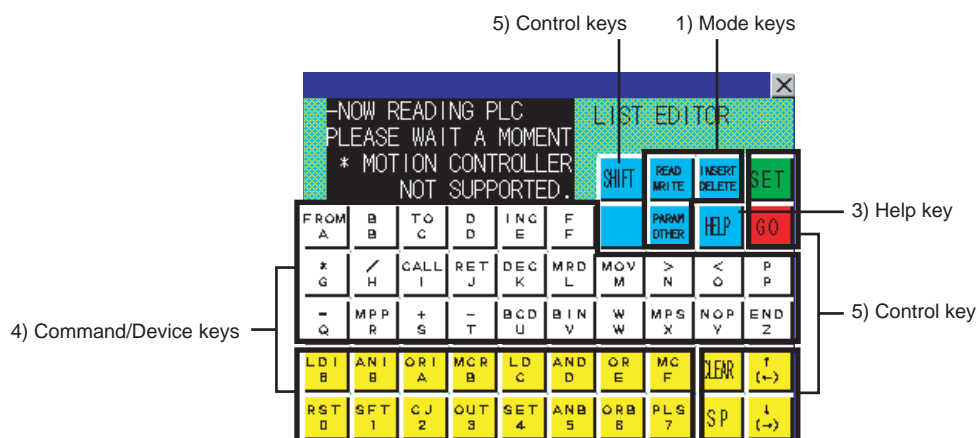 5) Control keys 1) Mode keys
-NOW READING PLC
PLEASE WAIT A MOMENT
* MOTION CONTROLLER
NOT SUPPORTED.
LIST EDITOR
SHIFT READ WRITE INSERT DELETE SET
PARAM OTHER HELP GO
3) Help key
FROM B TO D INC F
A B C D E F
* / CALL RET DEC MRD MOV > < P
G H I J K L M N O P
- MPP + - BCD BIN W MPS NOP END
Q R S T U V W X Y Z
4) Command/Device keys
5) Control key
LDI ANI ORI MCR LD AND OR MC CLEAR ↑
8 9 A B C D E F (←)
RST SFT CJ OUT SET ANB ORB PLS SP ↓
0 1 2 3 4 5 6 7 (→)